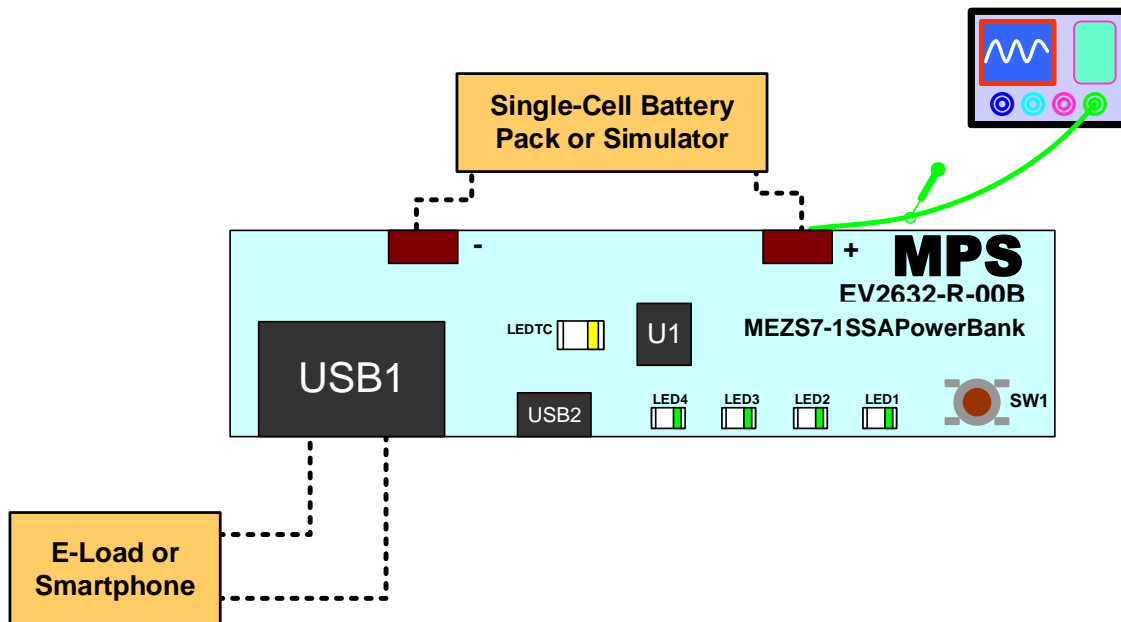 Single-Cell Battery
Pack or Simulator
-
+
MPS
EV2632-R-00B
MEZS7-1SSAPowerBank
LEDTC
U1
USB1
USB2
LED4
LED3
LED2
LED1
SW1
E-Load or
Smartphone